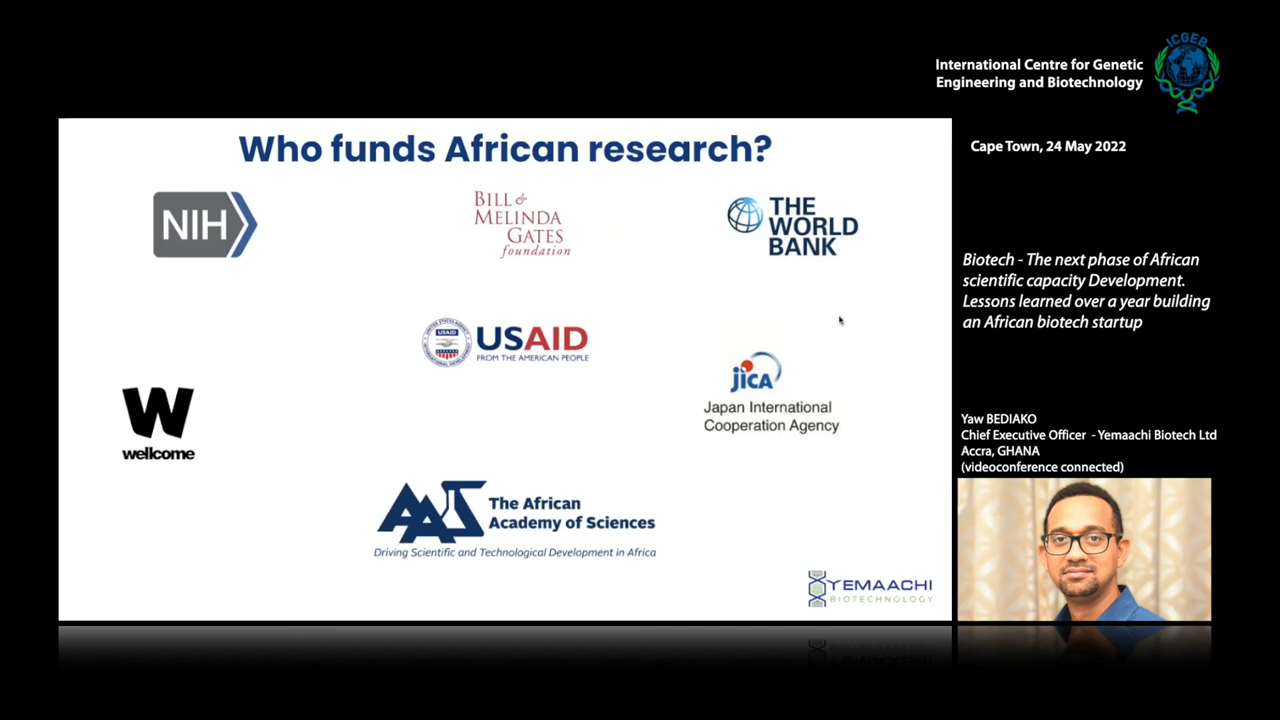 International Centre for Genetic
Engineering and Biotechnology
ICGEB
Cape Town, 24 May 2022
Who funds African research?
NIH
BILL &
MELINDA
GATES
foundation
THE
WORLD
BANK
USAID
FROM THE AMERICAN PEOPLE
jICA
Japan International
Cooperation Agency
W
wellcome
AAS
The African
Academy of Sciences
Driving Scientific and Technological Development in Africa
YEMAACHI
BIOTECHNOLOGY
Biotech - The next phase of African
scientific capacity Development.
Lessons learned over a year building
an African biotech startup
Yaw BEDIAKO
Chief Executive Officer - Yemaachi Biotech Ltd
Accra, GHANA
(videoconference connected)